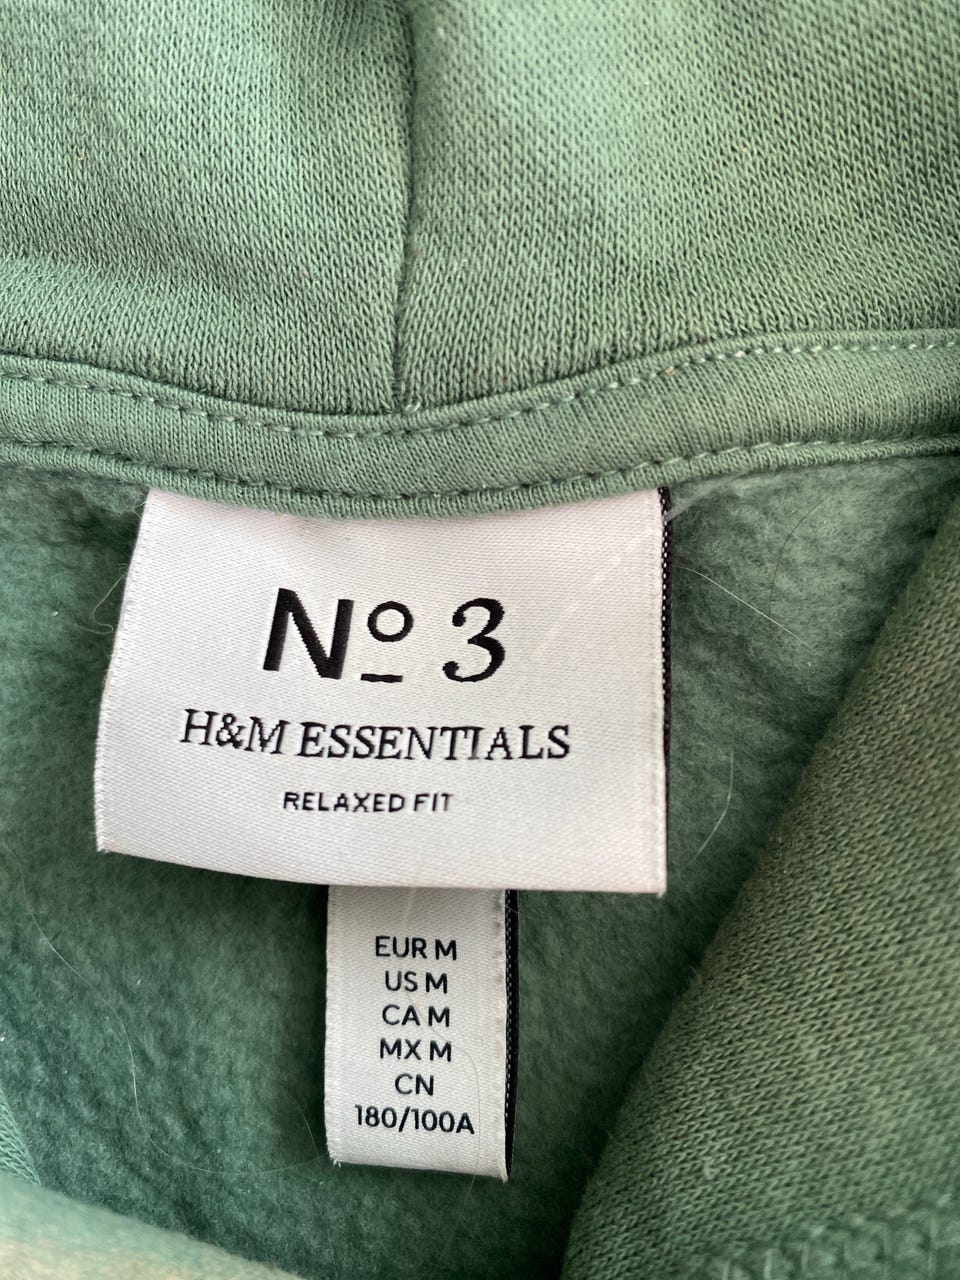 Nº 3
H&M ESSENTIALS
RELAXED FIT
EUR M
US M
CA M
MX M
CN
180/100A